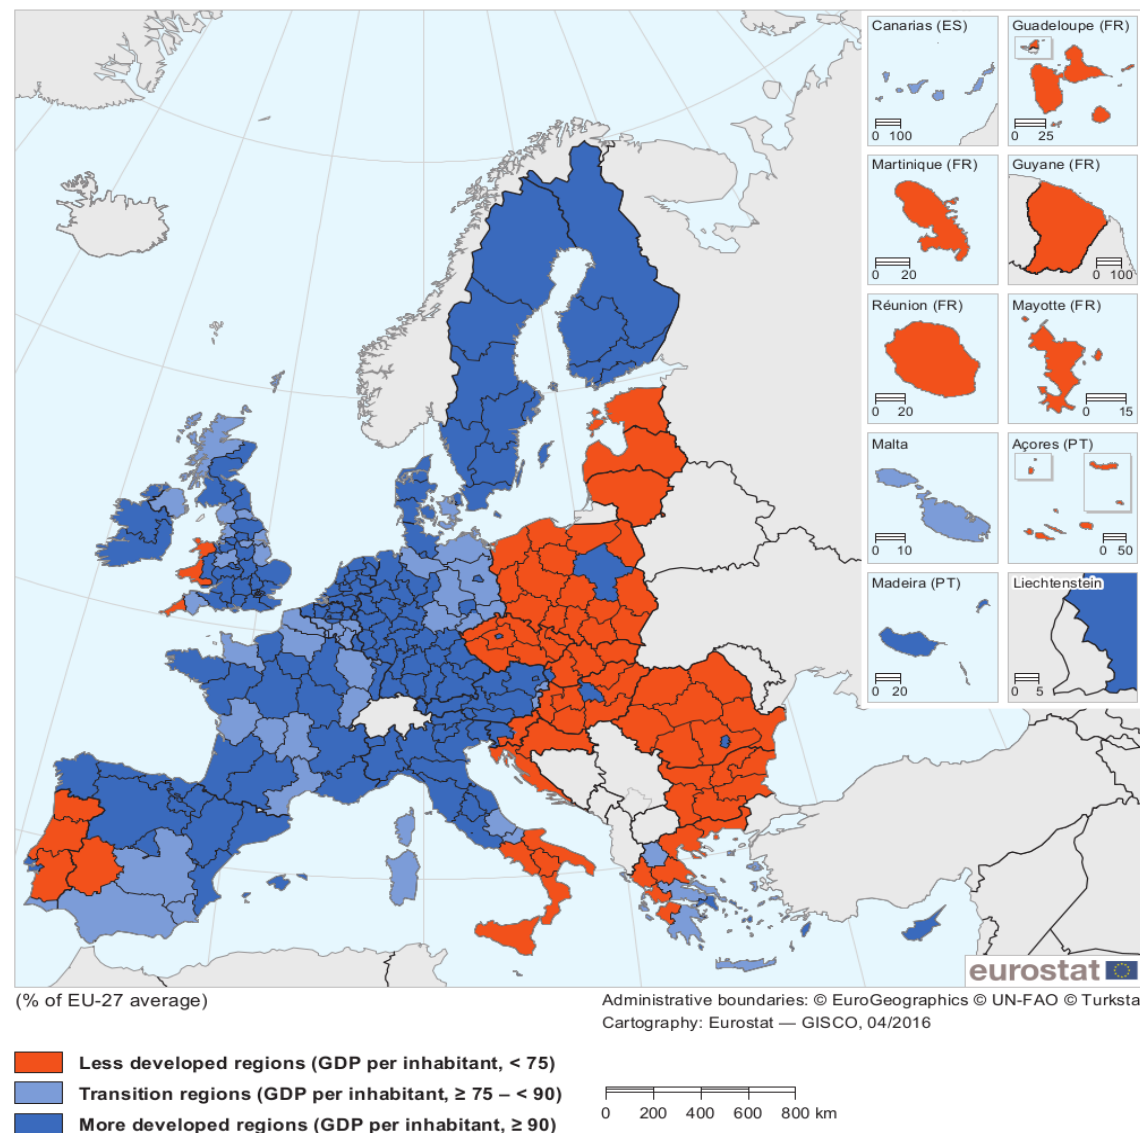 Canarias (ES)
0 100
Guadeloupe (FR)
0 25
Martinique (FR)
0 20
Guyane (FR)
0 100
Réunion (FR)
0 20
Mayotte (FR)
0 15
Malta
0 10
Açores (PT)
0 50
Madeira (PT)
0 20
Liechtenstein
0 5
eurostat
(% of EU-27 average)
Administrative boundaries: © EuroGeographics © UN-FAO © Turksta
Cartography: Eurostat — GISCO, 04/2016
Less developed regions (GDP per inhabitant, < 75)
Transition regions (GDP per inhabitant, ≥ 75 – < 90)
More developed regions (GDP per inhabitant, ≥ 90)
0 200 400 600 800 km